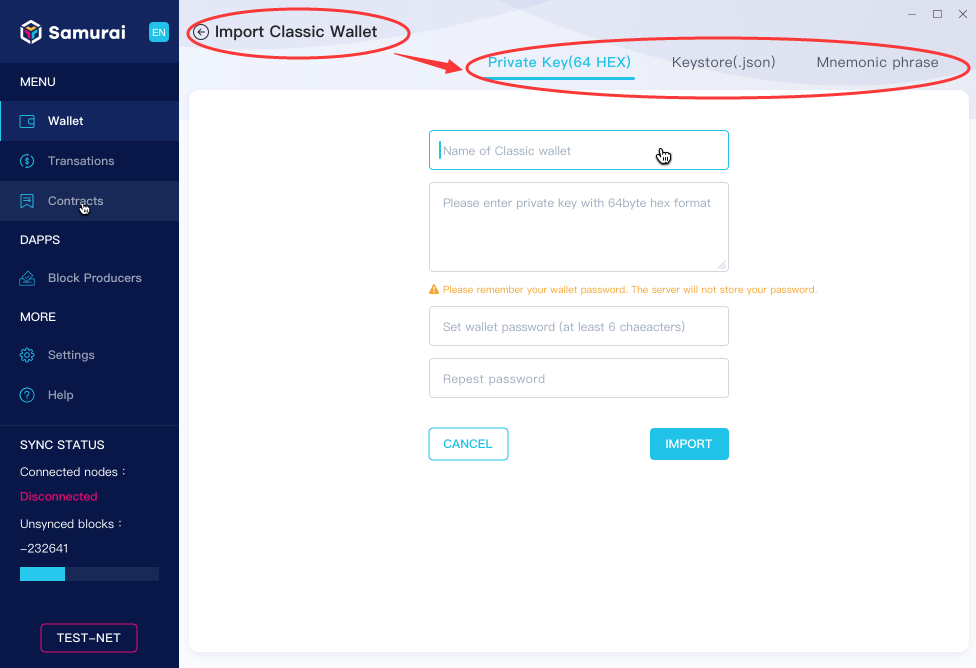 Samurai
EN
MENU
Wallet
Transations
Contracts
DAPPS
Block Producers
MORE
Settings
Help
SYNC STATUS
Connected nodes :
Disconnected
Unsynced blocks :
-232641
TEST-NET
Import Classic Wallet
Private Key(64 HEX)
Keystore(.json)
Mnemonic phrase
Name of Classic wallet
Please enter private key with 64byte hex format
Please remember your wallet password. The server will not store your password.
Set wallet password (at least 6 chaeacters)
Repest password
CANCEL
IMPORT